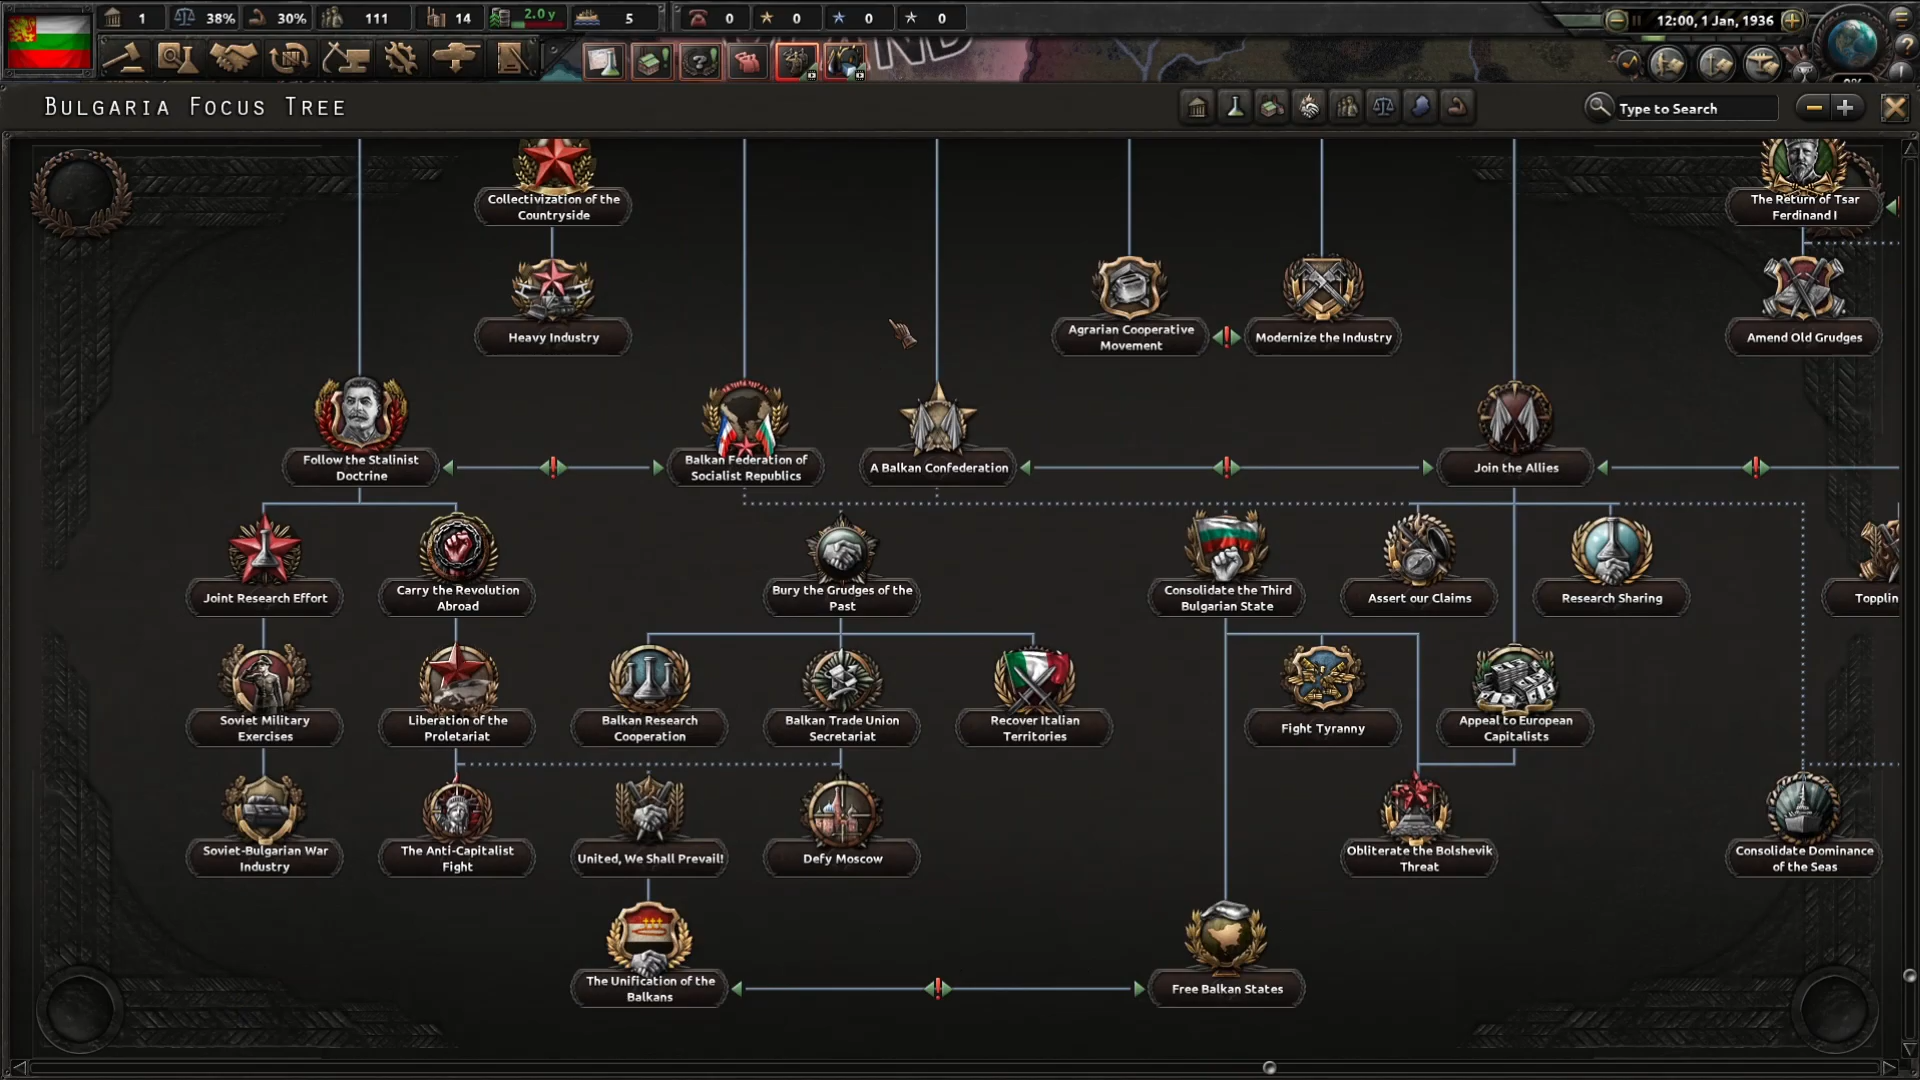 1 38% 30% 111 14 2.0 y 5 0 0 0 0 12:00, 1 Jan, 1936
BULGARIA FOCUS TREE
Type to Search
Collectivization of the
Countryside
The Return of Tsar
Ferdinand I
Heavy Industry
Agrarian Cooperative
Movement
Modernize the Industry
Amend Old Grudges
Follow the Stalinist
Doctrine
Balkan Federation of
Socialist Republics
A Balkan Confederation
Join the Allies
Joint Research Effort
Carry the Revolution
Abroad
Bury the Grudges of the
Past
Consolidate the Third
Bulgarian State
Assert our Claims
Research Sharing
Topplin
Soviet Military
Exercises
Liberation of the
Proletariat
Balkan Research
Cooperation
Balkan Trade Union
Secretariat
Recover Italian
Territories
Fight Tyranny
Appeal to European
Capitalists
Soviet-Bulgarian War
Industry
The Anti-Capitalist
Fight
United, We Shall Prevail!
Defy Moscow
Obliterate the Bolshevik
Threat
Consolidate Dominance
of the Seas
The Unification of the
Balkans
Free Balkan States